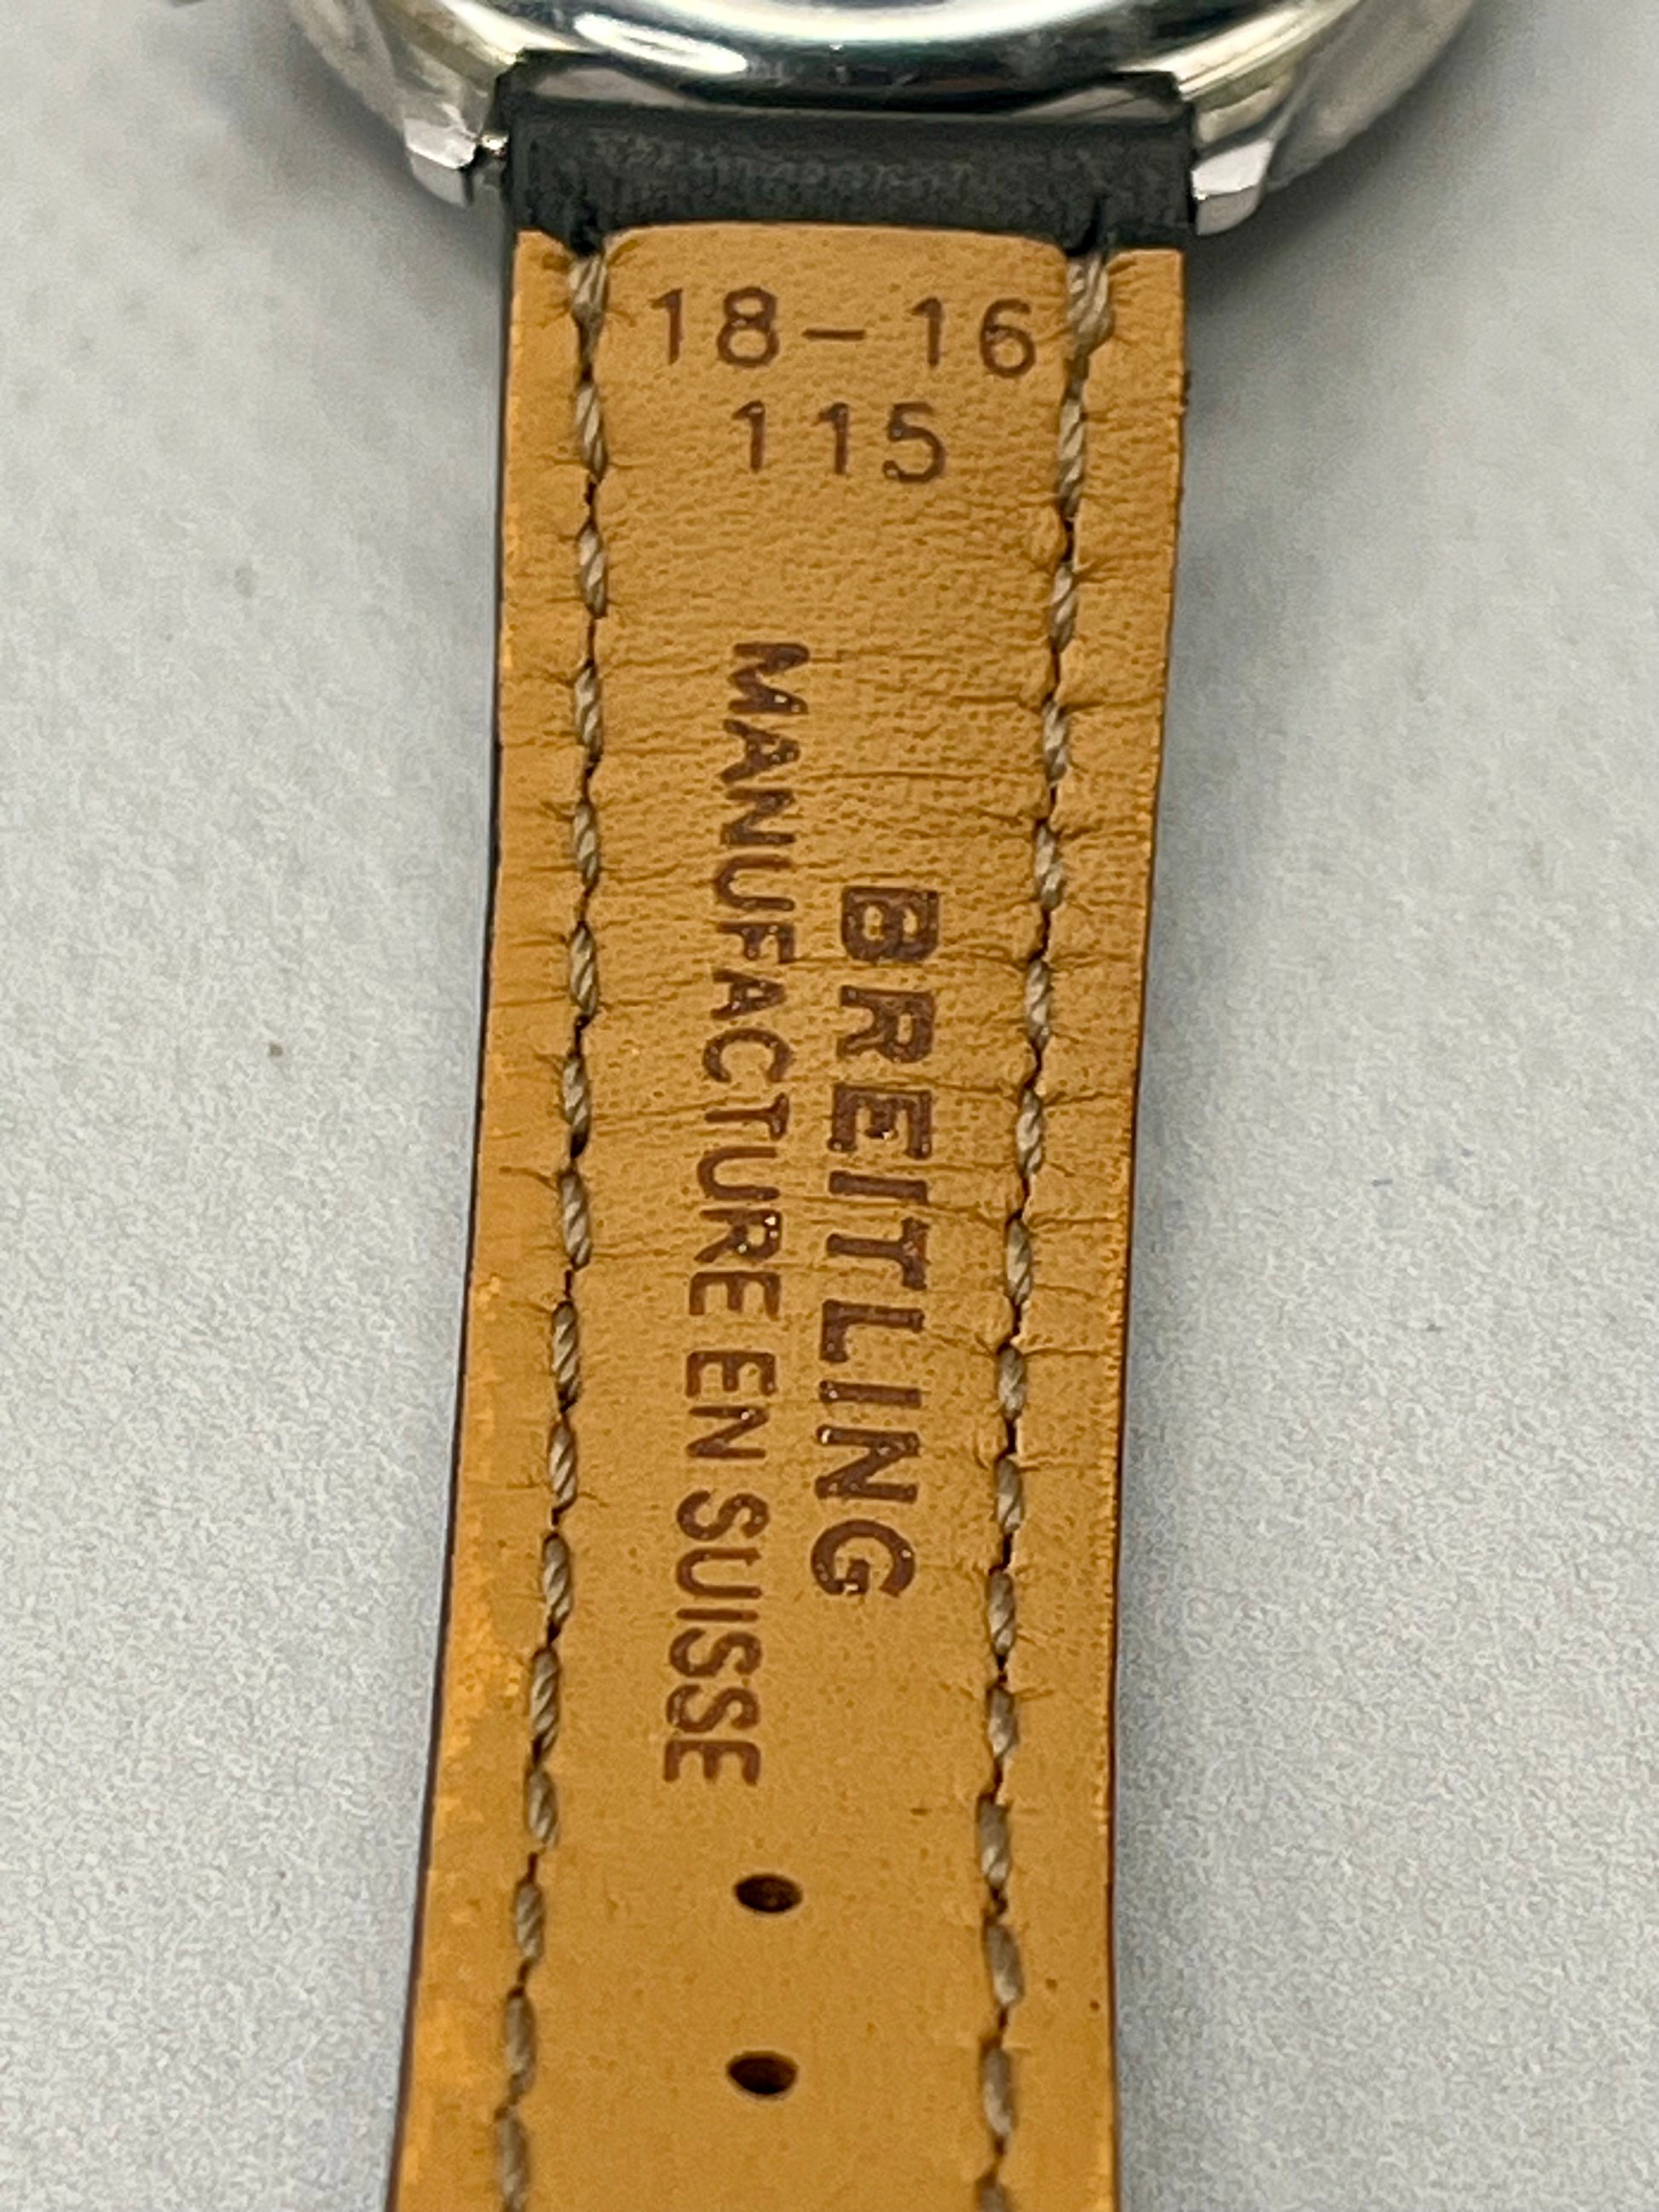 18-16
115
BREITLING
MANUFACTURE EN SUISSE